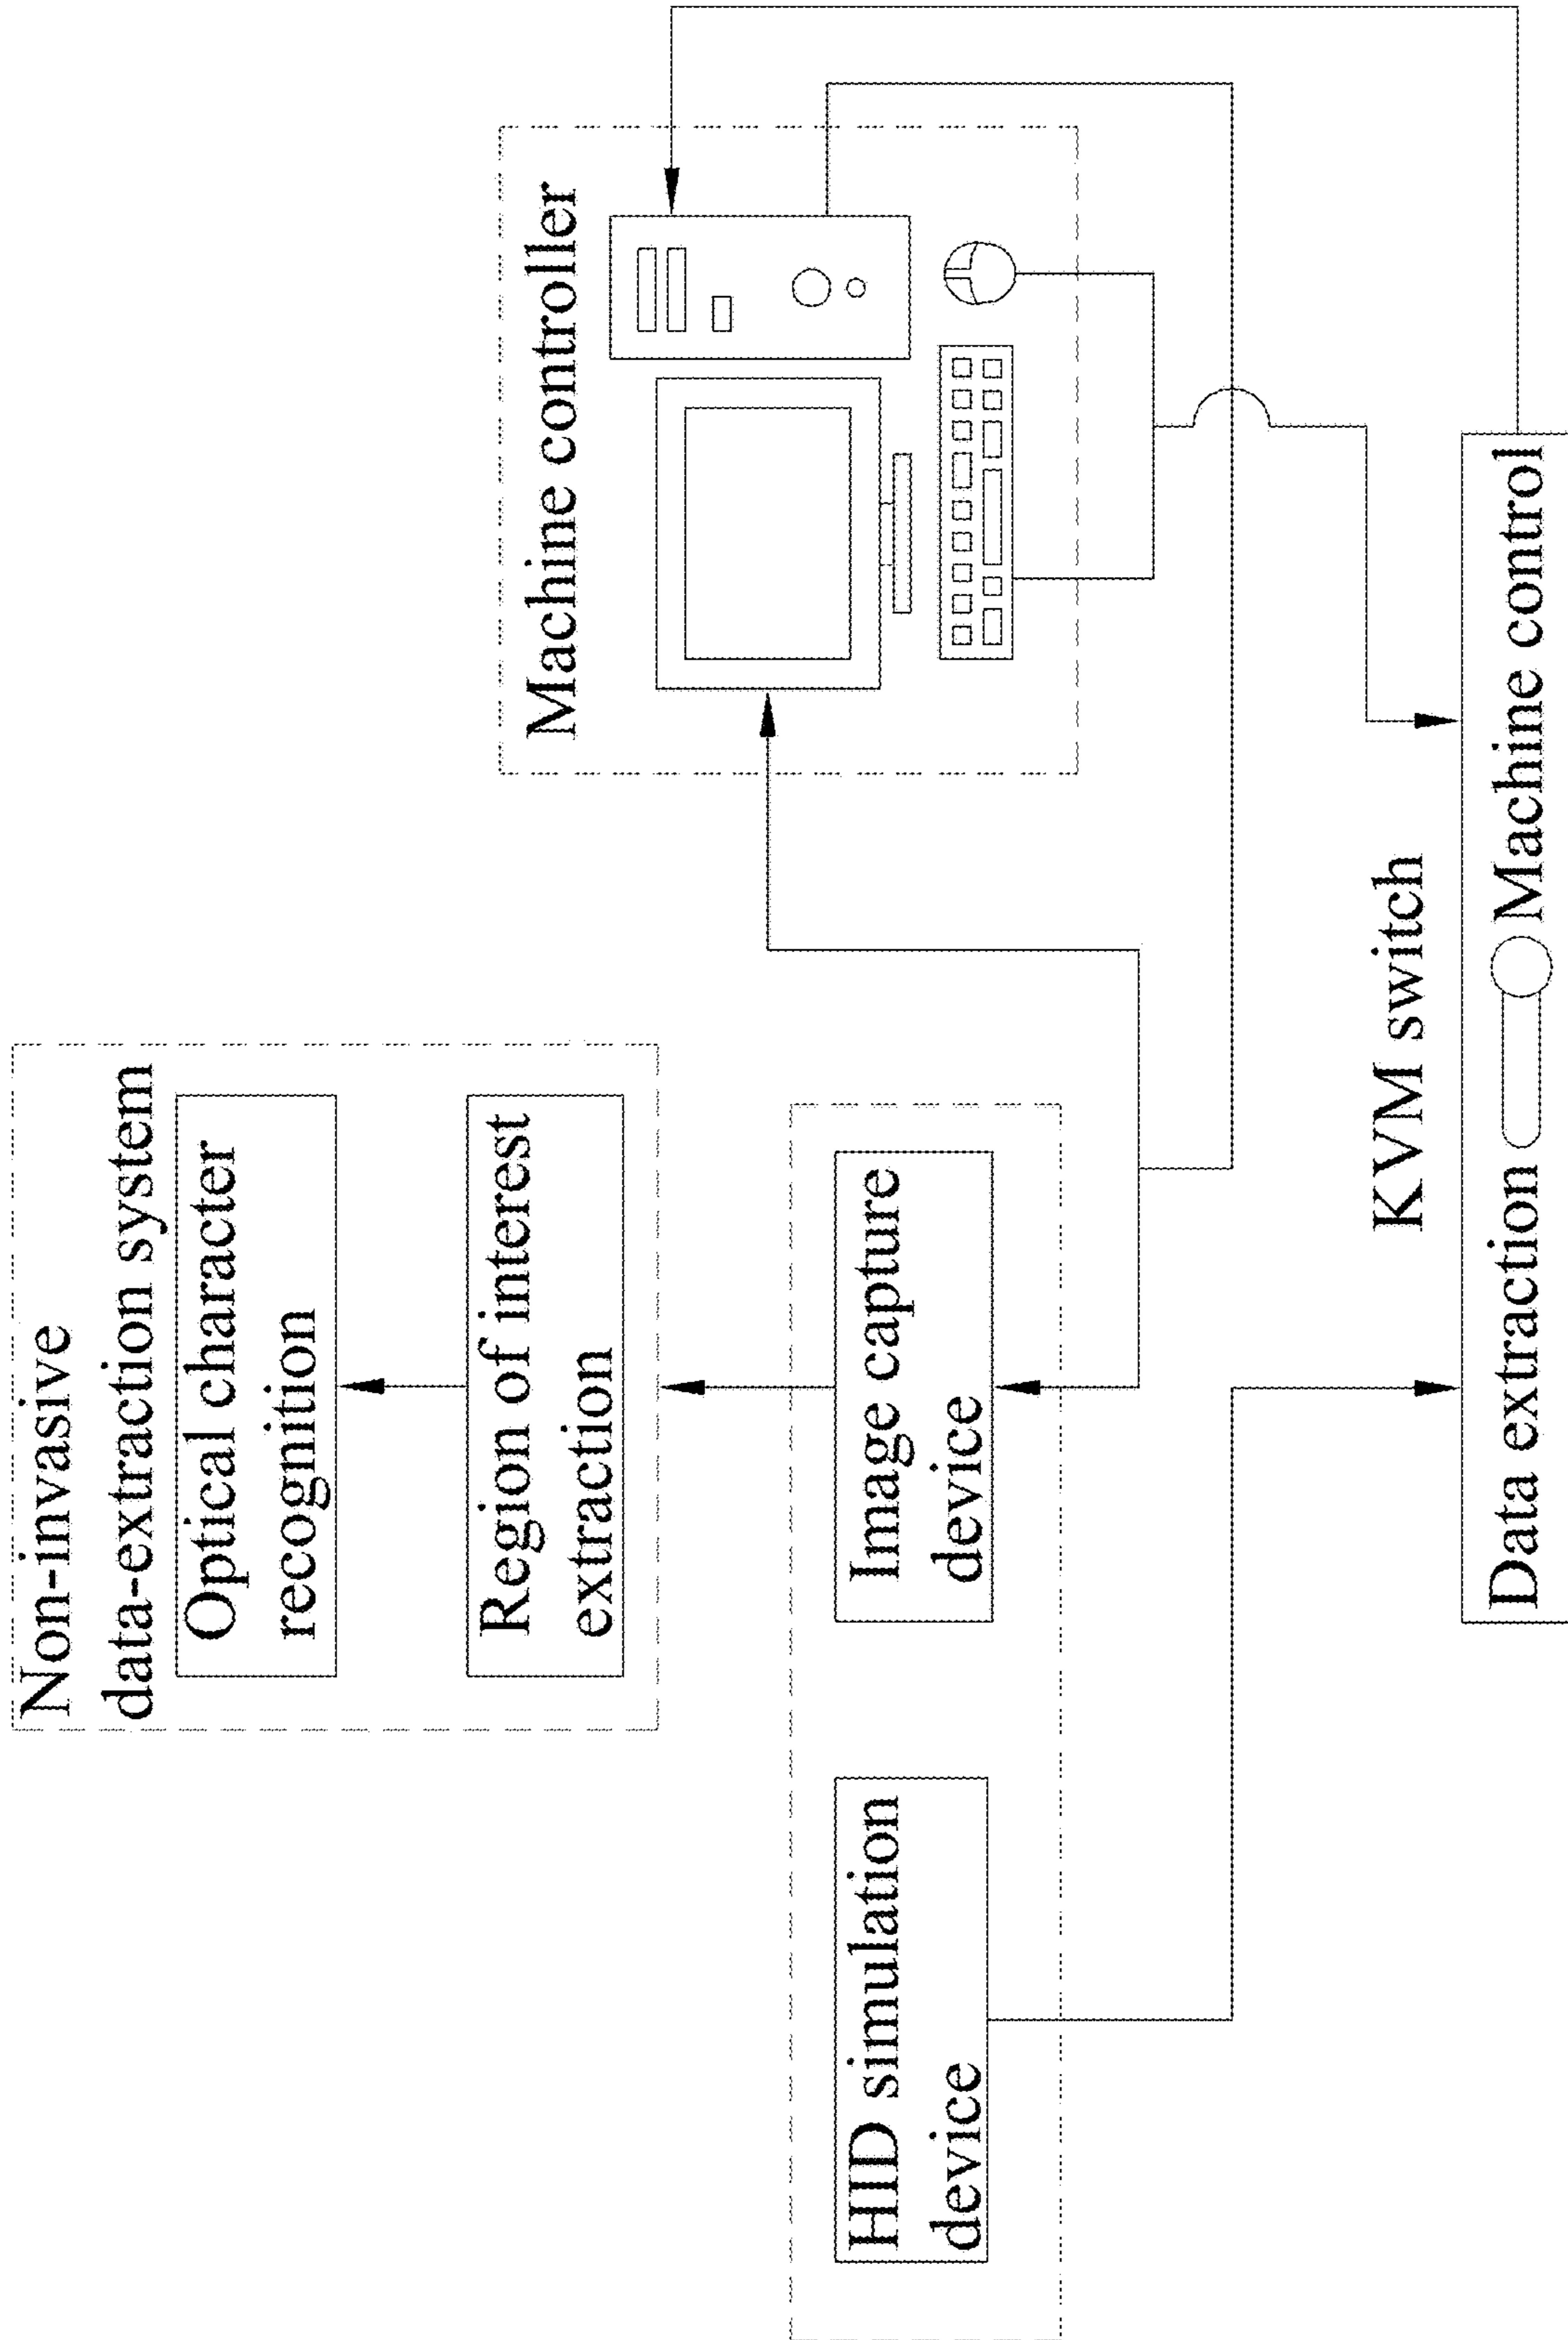 Non-invasive
data-extraction system
Optical character
recognition
Region of interest
extraction
Machine controller
HID simulation
device
Image capture
device
KVM switch
Data extraction
Machine control